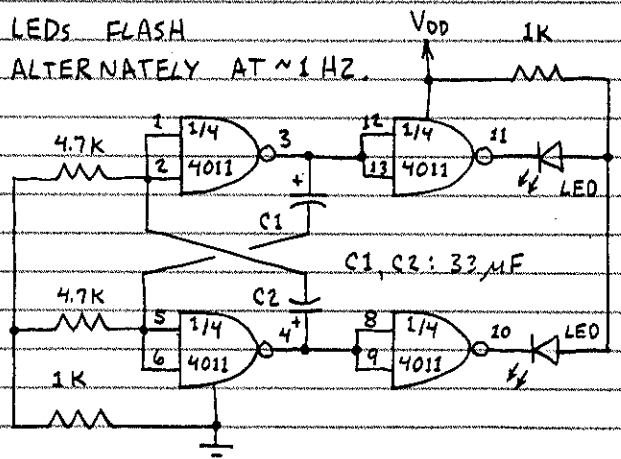 LEDs FLASH
ALTERNATELY AT ~1 HZ.
VDD
1K
1
2
1/4
4011
3
12
13
1/4
4011
11
LED
4.7K
+
C1
C1, C2: 33 µF
C2
+
4.7K
5
6
1/4
4011
4
8
9
1/4
4011
10
LED
1K